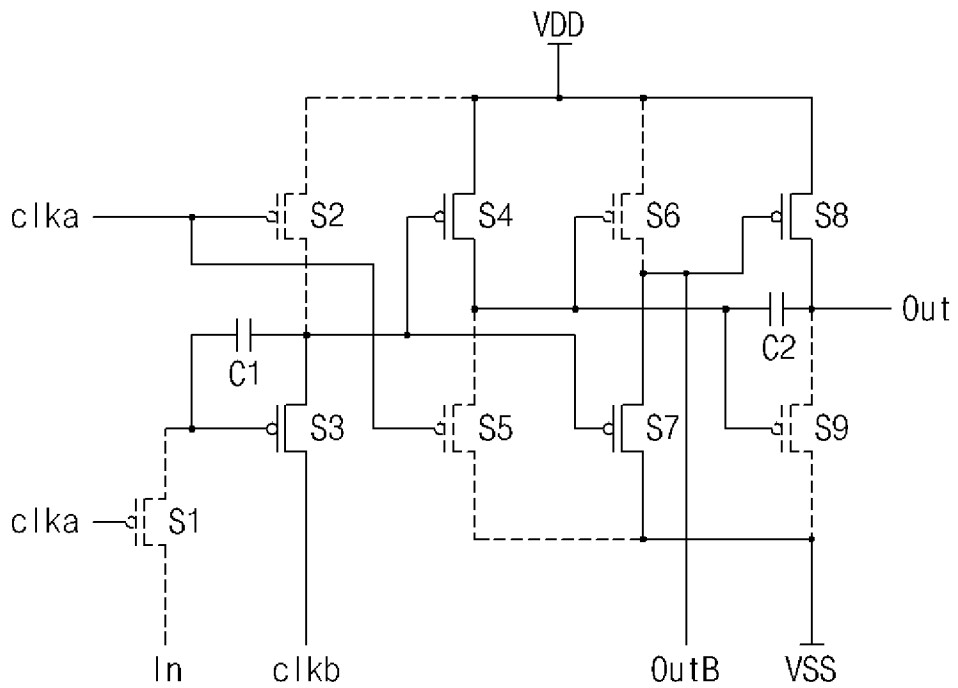 VDD
clka
S2
S4
S6
S8
C1
C2
Out
S3
S5
S7
S9
clka
S1
In
clkb
OutB
VSS